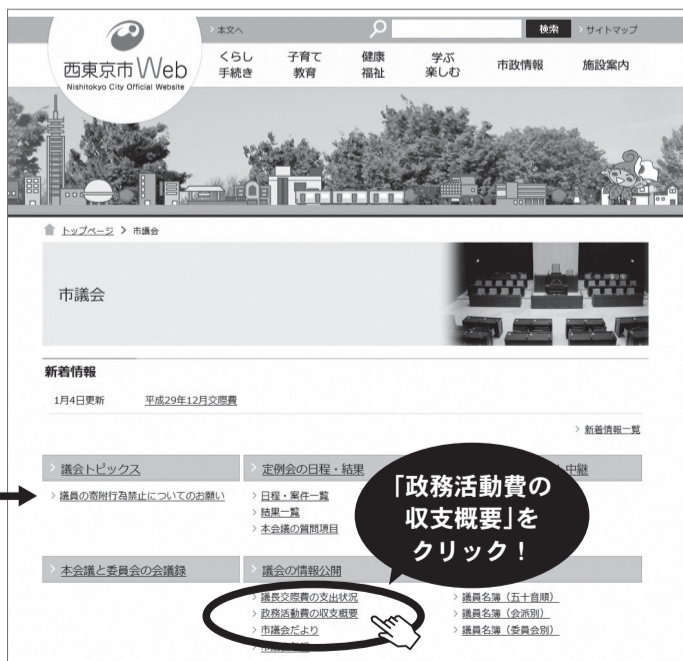 本文へ
検索
サイトマップ
西東京市Web
Nishitokyo City Official Website
くらし
手続き
子育て
教育
健康
福祉
学ぶ
楽しむ
市政情報
施設案内
トップページ > 市議会
市議会
新着情報
1月4日更新 平成29年12月交際費
> 新着情報一覧
> 議会トピックス
> 議員の寄附行為禁止についてのお願い
> 定例会の日程・結果
> 日程・案件一覧
> 結果一覧
> 本会議の質問項目
中継
「政務活動費の
収支概要」を
クリック!
> 本会議と委員会の会議録
> 議会の情報公開
> 議長交際費の支出状況
> 政務活動費の収支概要
> 市議会だより
> 議員名簿(五十音順)
> 議員名簿(会派別)
> 議員名簿(委員会別)